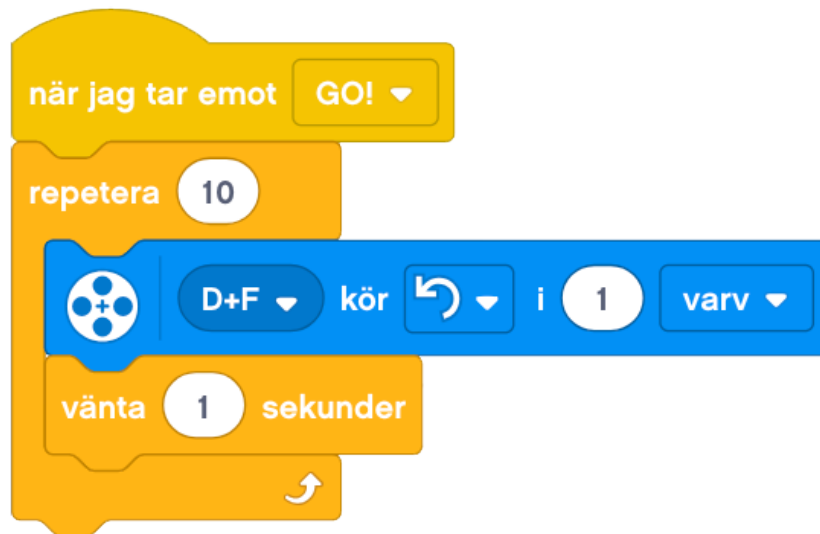 när jag tar emot GO!
repetera 10
D+F kör i 1 varv
vänta 1 sekunder